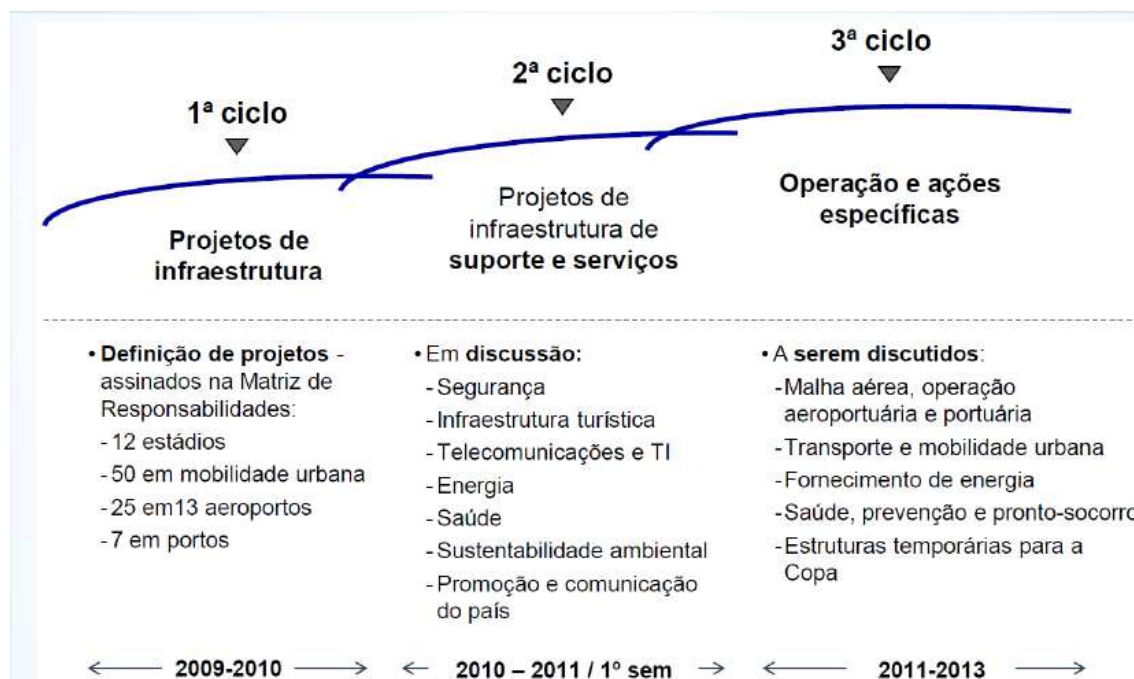 1ª ciclo
2ª ciclo
3ª ciclo
Projetos de
infraestrutura
Projetos de
infraestrutura de
suporte e serviços
Operação e ações
específicas
• Definição de projetos -
assinados na Matriz de
Responsabilidades:
- 12 estádios
- 50 em mobilidade urbana
- 25 em13 aeroportos
- 7 em portos
• Em discussão:
- Segurança
- Infraestrutura turística
- Telecomunicações e TI
- Energia
- Saúde
- Sustentabilidade ambiental
- Promoção e comunicação
do país
• A serem discutidos:
- Malha aérea, operação
aeroportuária e portuária
- Transporte e mobilidade urbana
- Fornecimento de energia
- Saúde, prevenção e pronto-socorro
- Estruturas temporárias para a
Copa
2009-2010
2010 – 2011 / 1º sem
2011-2013